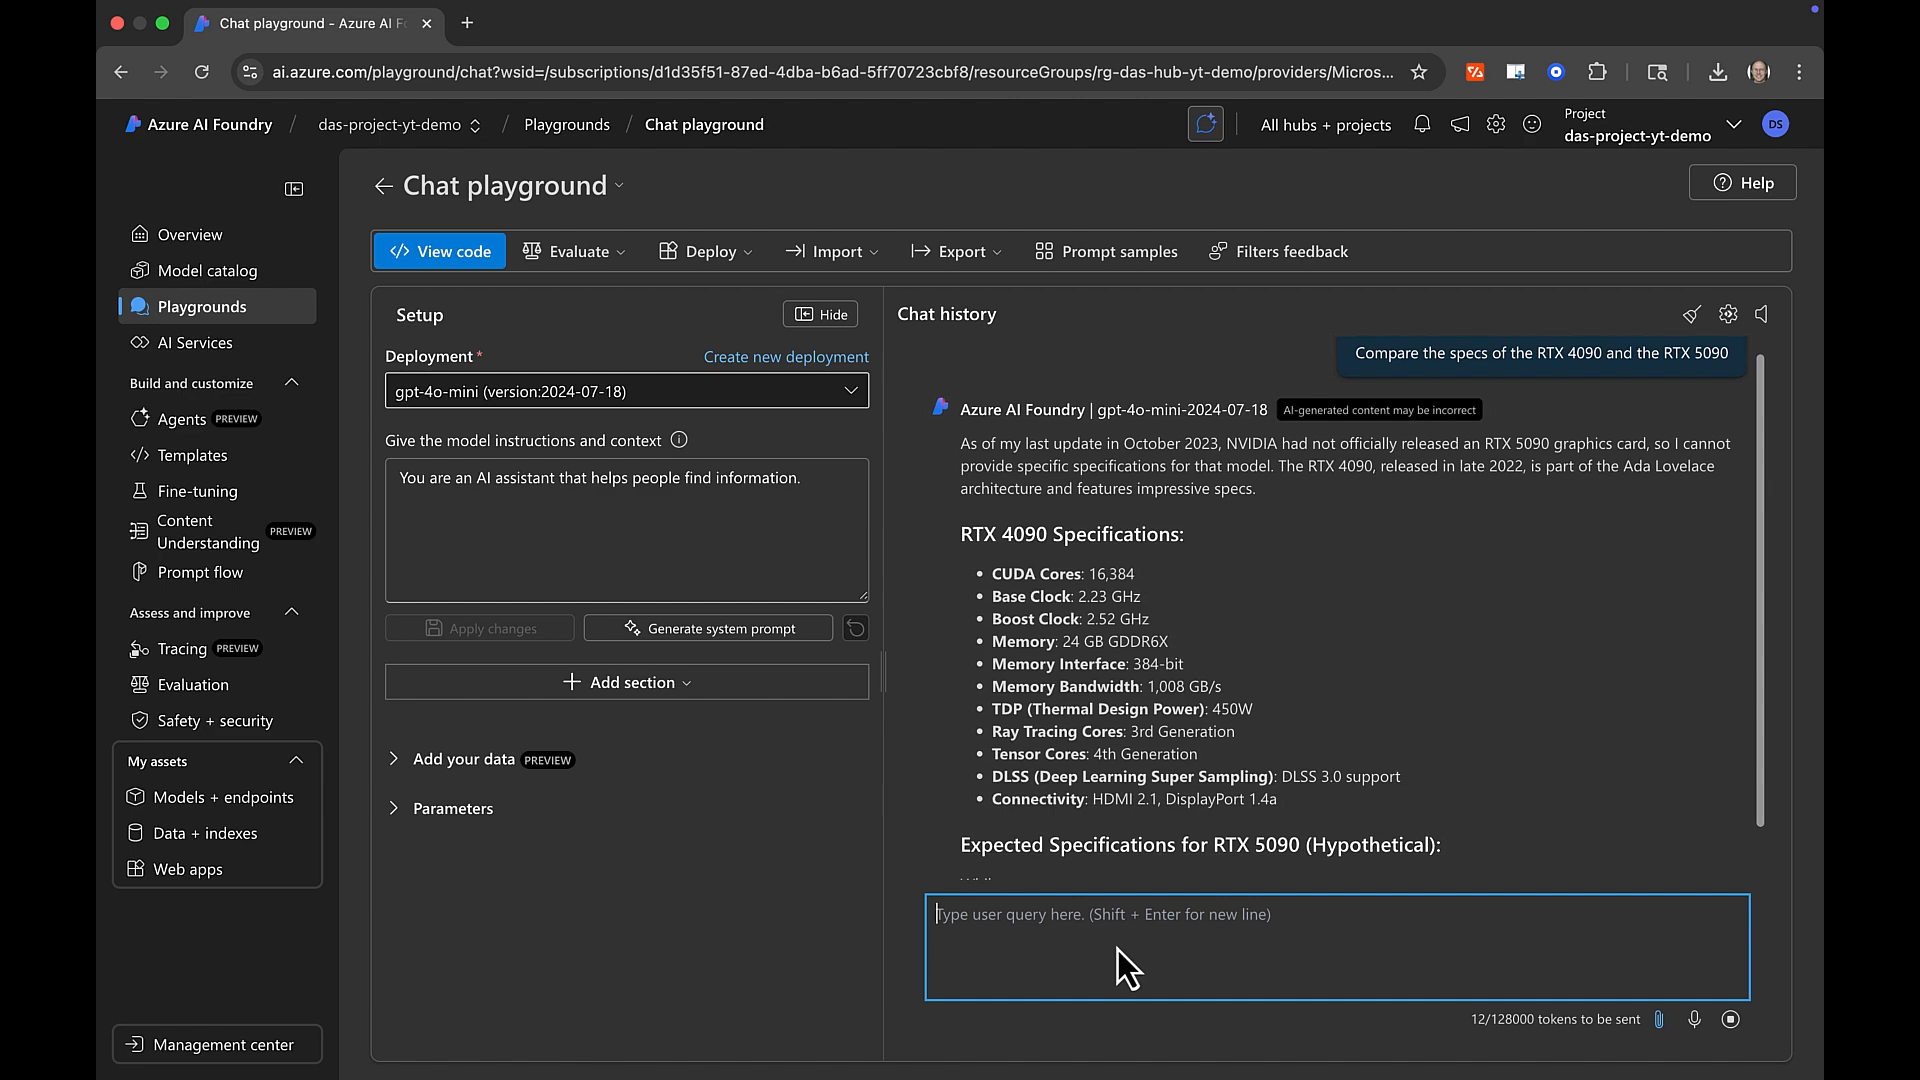 Chat playground - Azure AI F
ai.azure.com/playground/chat?wsid=/subscriptions/d1d35f51-87ed-4dba-b6ad-5ff70723cbf8/resourceGroups/rg-das-hub-yt-demo/providers/Micros...
Azure AI Foundry / das-project-yt-demo / Playgrounds / Chat playground
All hubs + projects
Project
das-project-yt-demo
DS
Chat playground
Help
Overview
Model catalog
Playgrounds
AI Services
Build and customize
Agents PREVIEW
Templates
Fine-tuning
Content
Understanding PREVIEW
Prompt flow
Assess and improve
Tracing PREVIEW
Evaluation
Safety + security
My assets
Models + endpoints
Data + indexes
Web apps
Management center
View code Evaluate Deploy Import Export Prompt samples Filters feedback
Setup
Hide
Deployment * Create new deployment
gpt-4o-mini (version:2024-07-18)
Give the model instructions and context
You are an AI assistant that helps people find information.
Apply changes Generate system prompt
Add section
Add your data PREVIEW
Parameters
Chat history
Compare the specs of the RTX 4090 and the RTX 5090
Azure AI Foundry | gpt-4o-mini-2024-07-18 AI-generated content may be incorrect
As of my last update in October 2023, NVIDIA had not officially released an RTX 5090 graphics card, so I cannot
provide specific specifications for that model. The RTX 4090, released in late 2022, is part of the Ada Lovelace
architecture and features impressive specs.
RTX 4090 Specifications:
• CUDA Cores: 16,384
• Base Clock: 2.23 GHz
• Boost Clock: 2.52 GHz
• Memory: 24 GB GDDR6X
• Memory Interface: 384-bit
• Memory Bandwidth: 1,008 GB/s
• TDP (Thermal Design Power): 450W
• Ray Tracing Cores: 3rd Generation
• Tensor Cores: 4th Generation
• DLSS (Deep Learning Super Sampling): DLSS 3.0 support
• Connectivity: HDMI 2.1, DisplayPort 1.4a
Expected Specifications for RTX 5090 (Hypothetical):
Type user query here. (Shift + Enter for new line)
12/128000 tokens to be sent